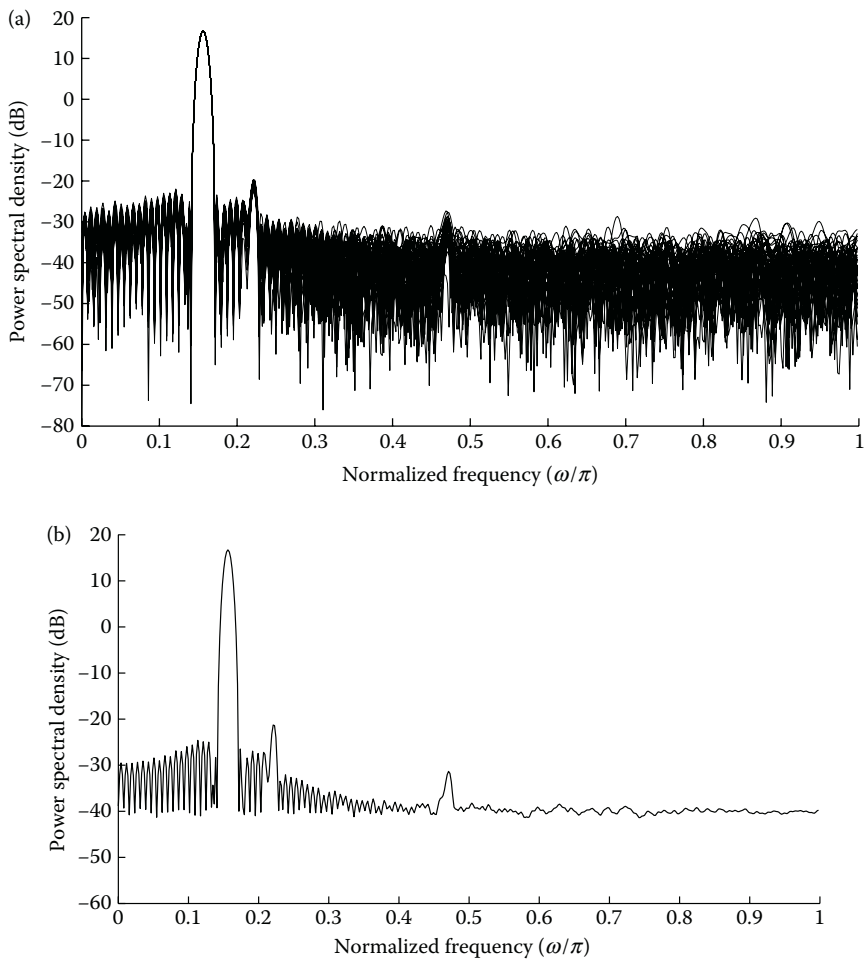 (a)
Power spectral density (dB)
20
10
0
−10
−20
−30
−40
−50
−60
−70
−80
0 0.1 0.2 0.3 0.4 0.5 0.6 0.7 0.8 0.9 1
Normalized frequency (ω/π)
(b)
Power spectral density (dB)
20
10
0
−10
−20
−30
−40
−50
−60
0 0.1 0.2 0.3 0.4 0.5 0.6 0.7 0.8 0.9 1
Normalized frequency (ω/π)